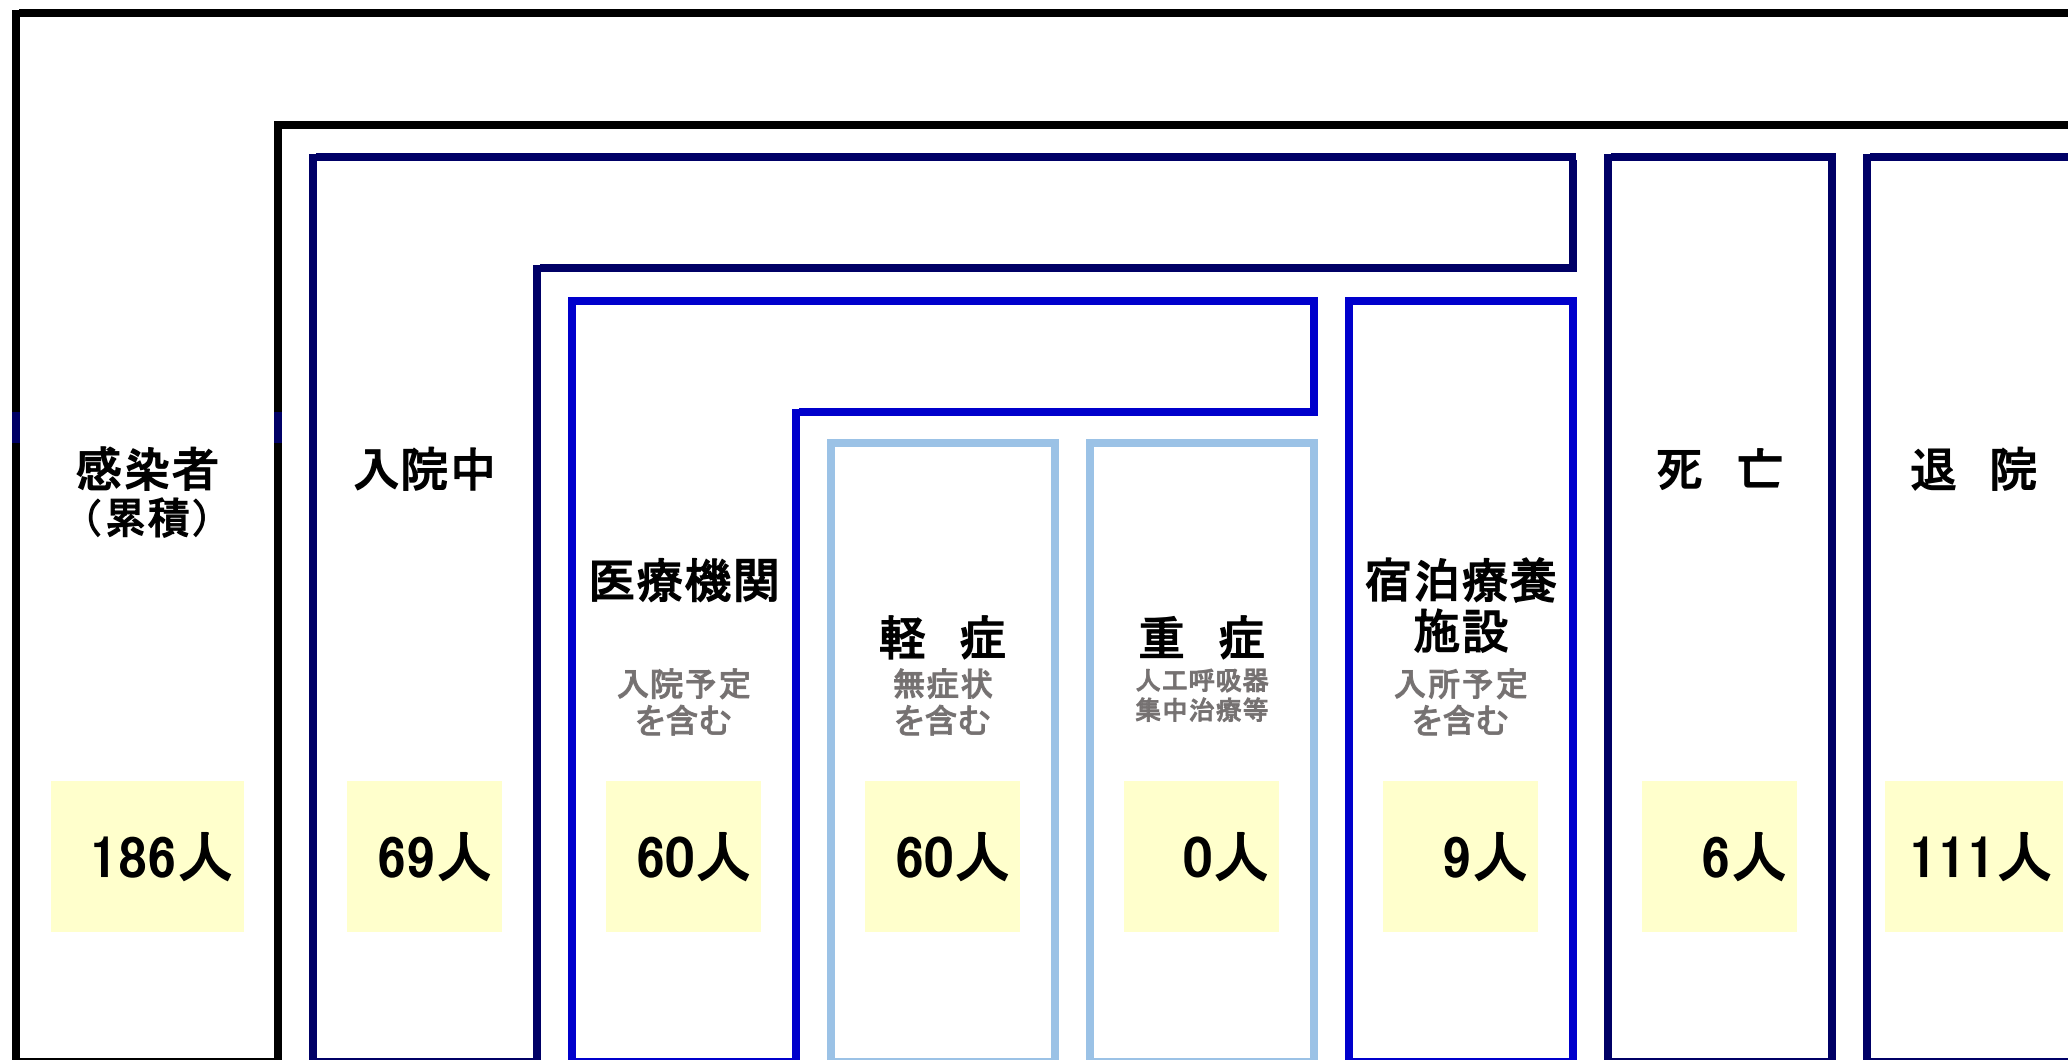 感染者
（累積）
186人
入院中
69人
医療機関
入院予定
を含む
60人
軽 症
無症状
を含む
60人
重 症
人工呼吸器
集中治療等
0人
宿泊療養
施設
入所予定
を含む
9人
死 亡
6人
退 院
111人